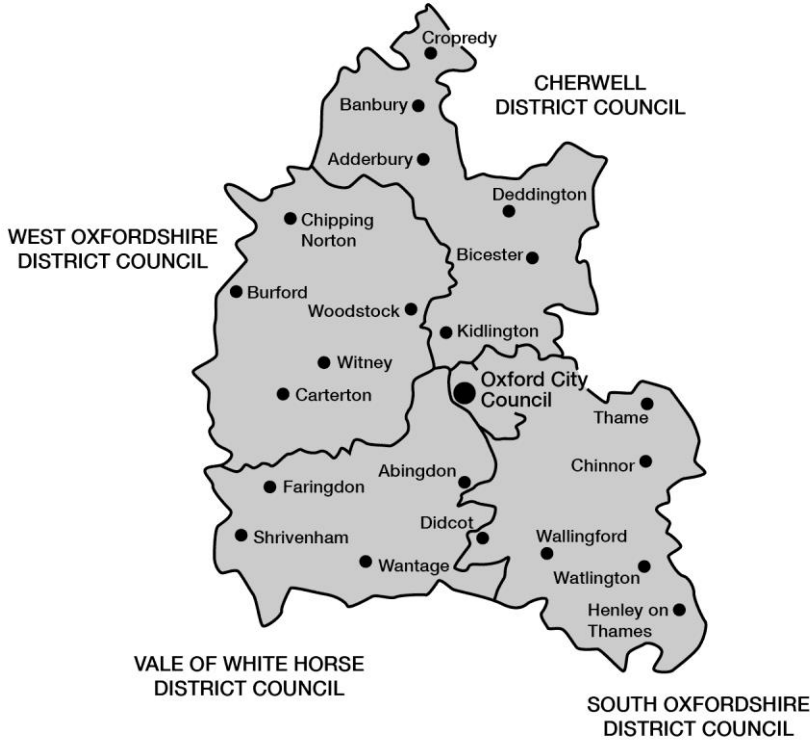 Cropredy
CHERWELL
DISTRICT COUNCIL
Banbury
Adderbury
Deddington
Chipping
Norton
WEST OXFORDSHIRE
DISTRICT COUNCIL
Bicester
Burford
Woodstock
Kidlington
Witney
Oxford City
Council
Carterton
Thame
Chinnor
Abingdon
Faringdon
Didcot
Shrivenham
Wallingford
Wantage
Watlington
Henley on
Thames
VALE OF WHITE HORSE
DISTRICT COUNCIL
SOUTH OXFORDSHIRE
DISTRICT COUNCIL